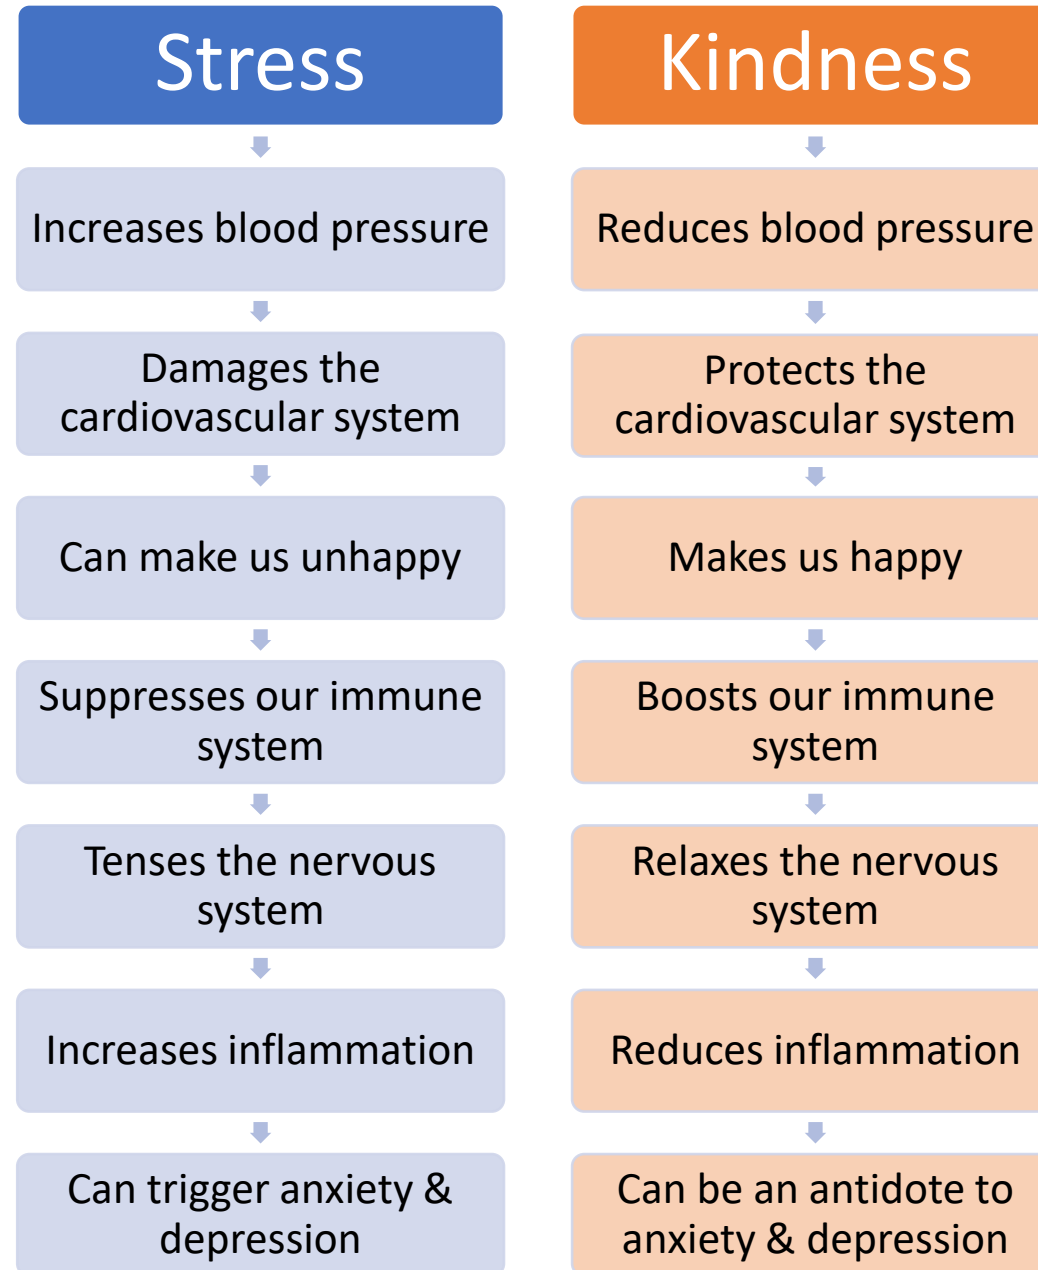 Stress
Increases blood pressure
Damages the
cardiovascular system
Can make us unhappy
Suppresses our immune
system
Tenses the nervous
system
Increases inflammation
Can trigger anxiety &
depression
Kindness
Reduces blood pressure
Protects the
cardiovascular system
Makes us happy
Boosts our immune
system
Relaxes the nervous
system
Reduces inflammation
Can be an antidote to
anxiety & depression